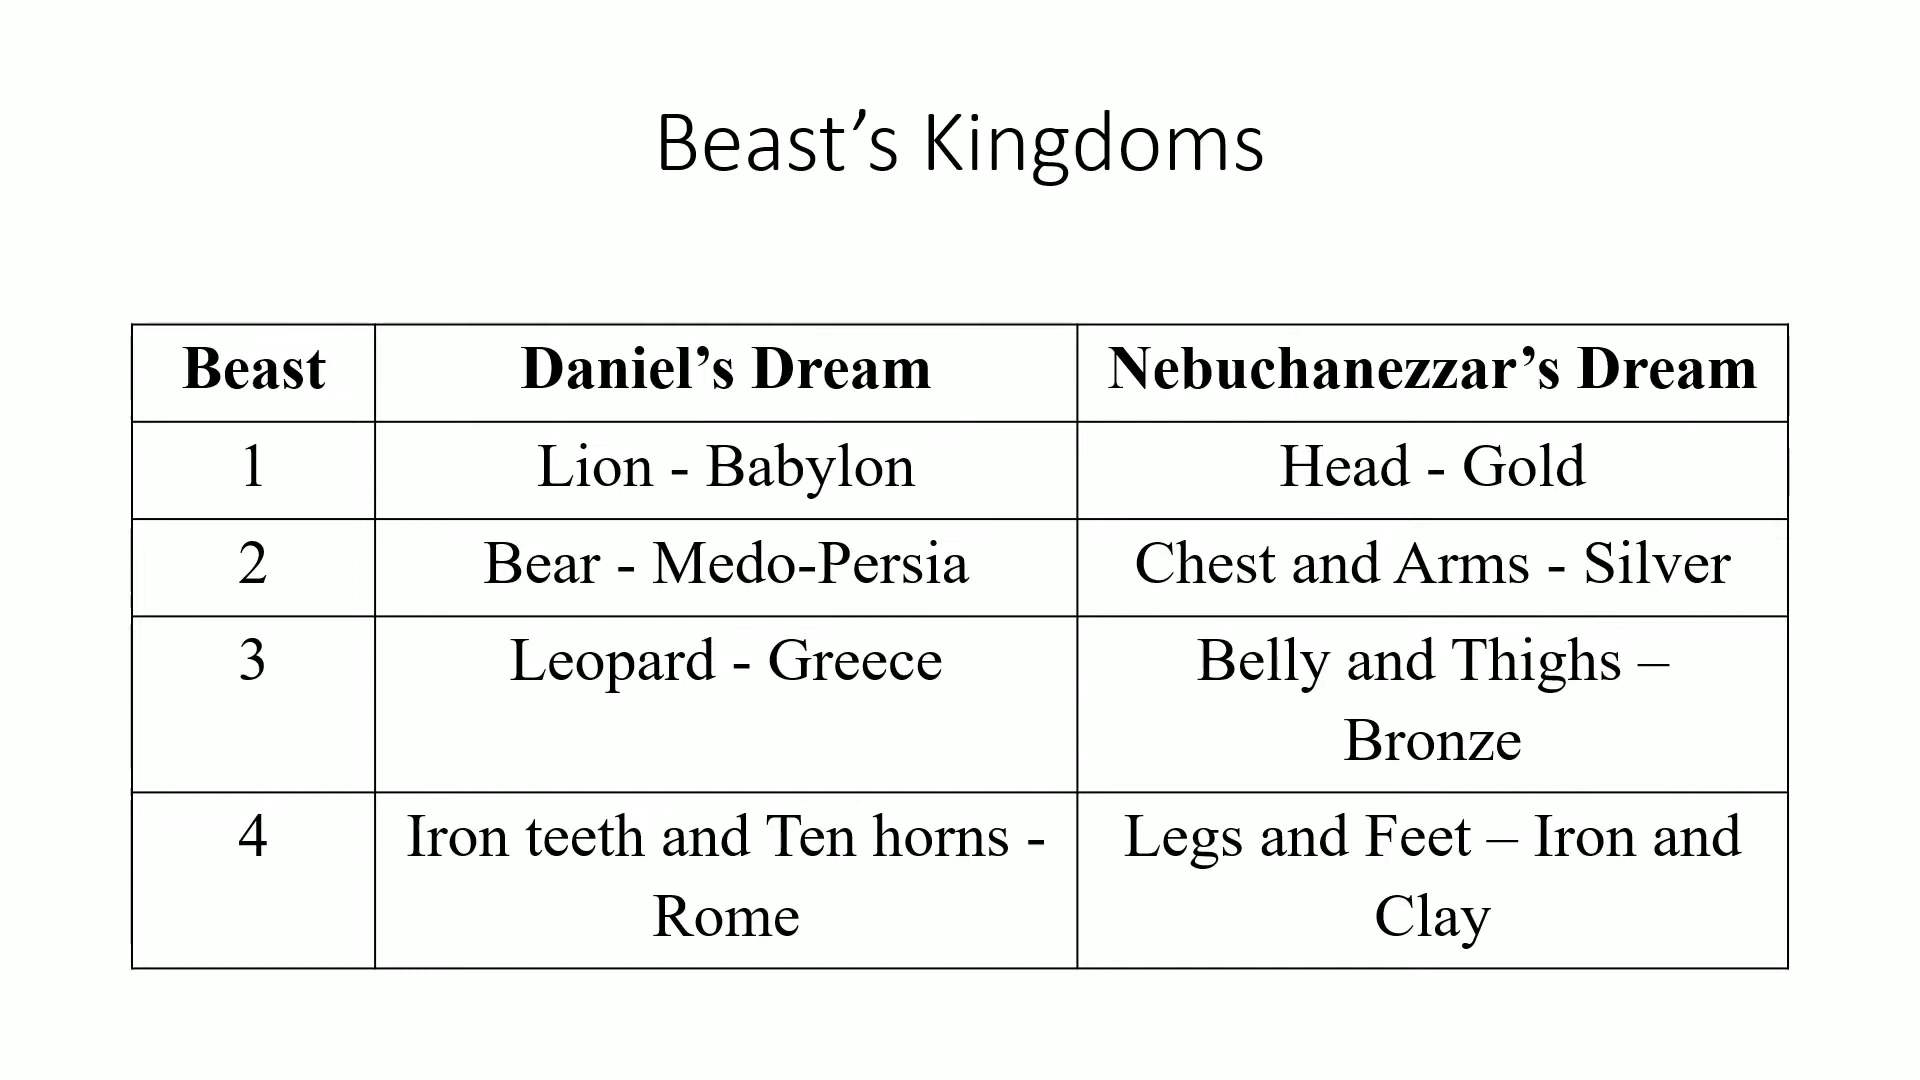 Beast’s Kingdoms
Beast Daniel’s Dream Nebuchanezzar’s Dream
1 Lion - Babylon Head - Gold
2 Bear - Medo-Persia Chest and Arms - Silver
3 Leopard - Greece Belly and Thighs –
Bronze
4 Iron teeth and Ten horns - Legs and Feet – Iron and
Rome Clay